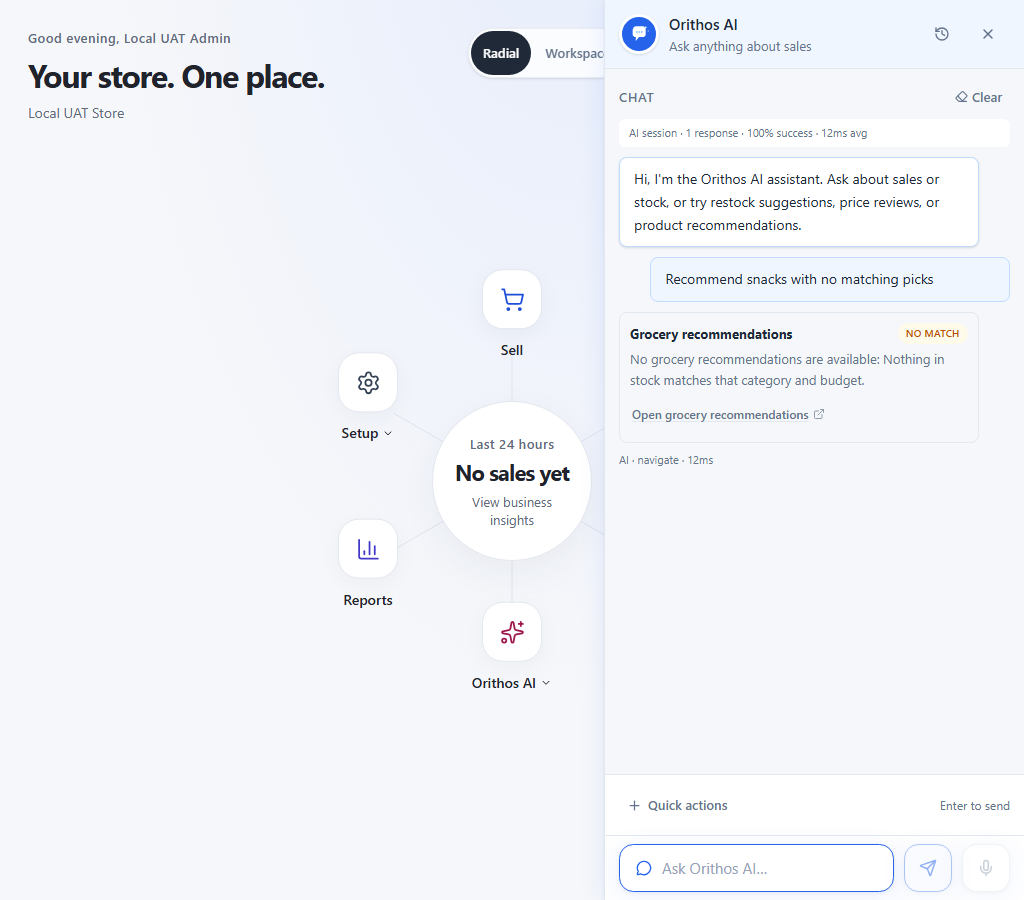 Good evening, Local UAT Admin
Your store. One place.
Local UAT Store
Radial
Sell
Setup
Last 24 hours
No sales yet
View business
insights
Reports
Orithos AI
Orithos AI
Ask anything about sales
CHAT
Clear
AI session · 1 response · 100% success · 12ms avg
Hi, I'm the Orithos AI assistant. Ask about sales or
stock, or try restock suggestions, price reviews, or
product recommendations.
Recommend snacks with no matching picks
Grocery recommendations
NO MATCH
No grocery recommendations are available: Nothing in
stock matches that category and budget.
Open grocery recommendations
AI · navigate · 12ms
Quick actions
Enter to send
Ask Orithos AI...